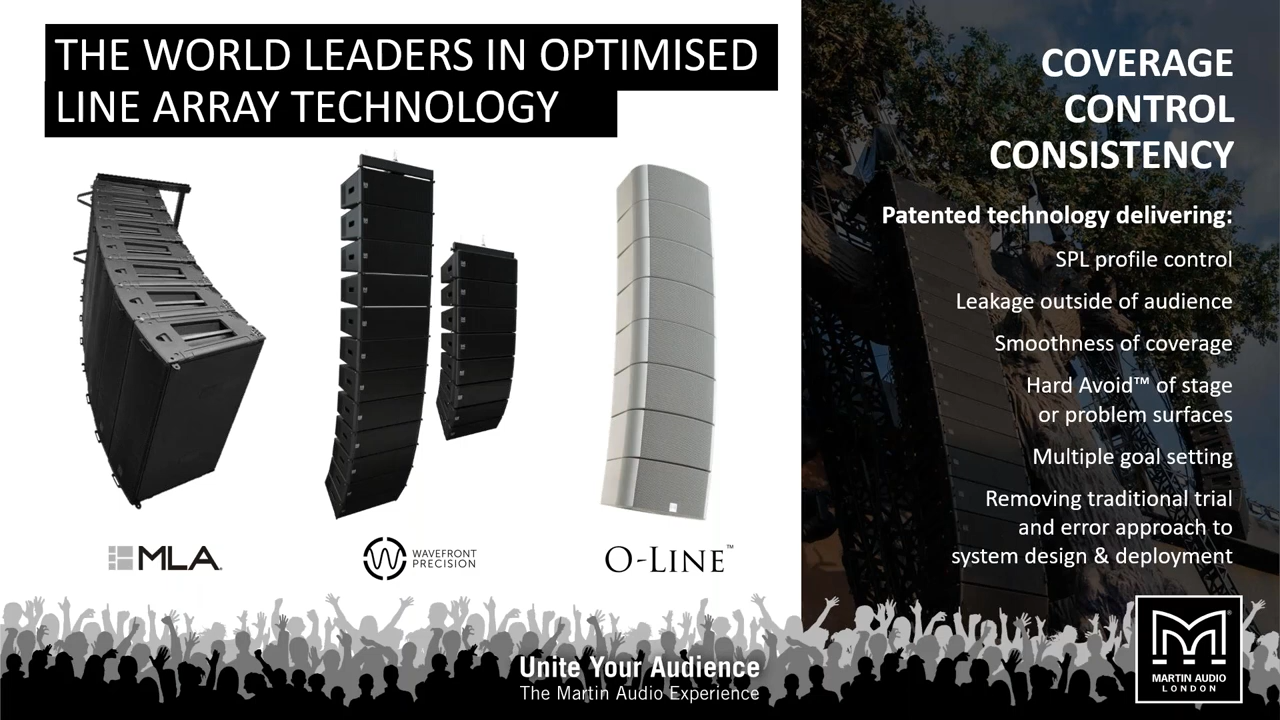 THE WORLD LEADERS IN OPTIMISED
LINE ARRAY TECHNOLOGY
MLA
WAVEFRONT
PRECISION
O-LINE™
COVERAGE
CONTROL
CONSISTENCY
Patented technology delivering:
SPL profile control
Leakage outside of audience
Smoothness of coverage
Hard Avoid™ of stage
or problem surfaces
Multiple goal setting
Removing traditional trial
and error approach to
system design & deployment
Unite Your Audience
The Martin Audio Experience
MARTIN AUDIO
LONDON